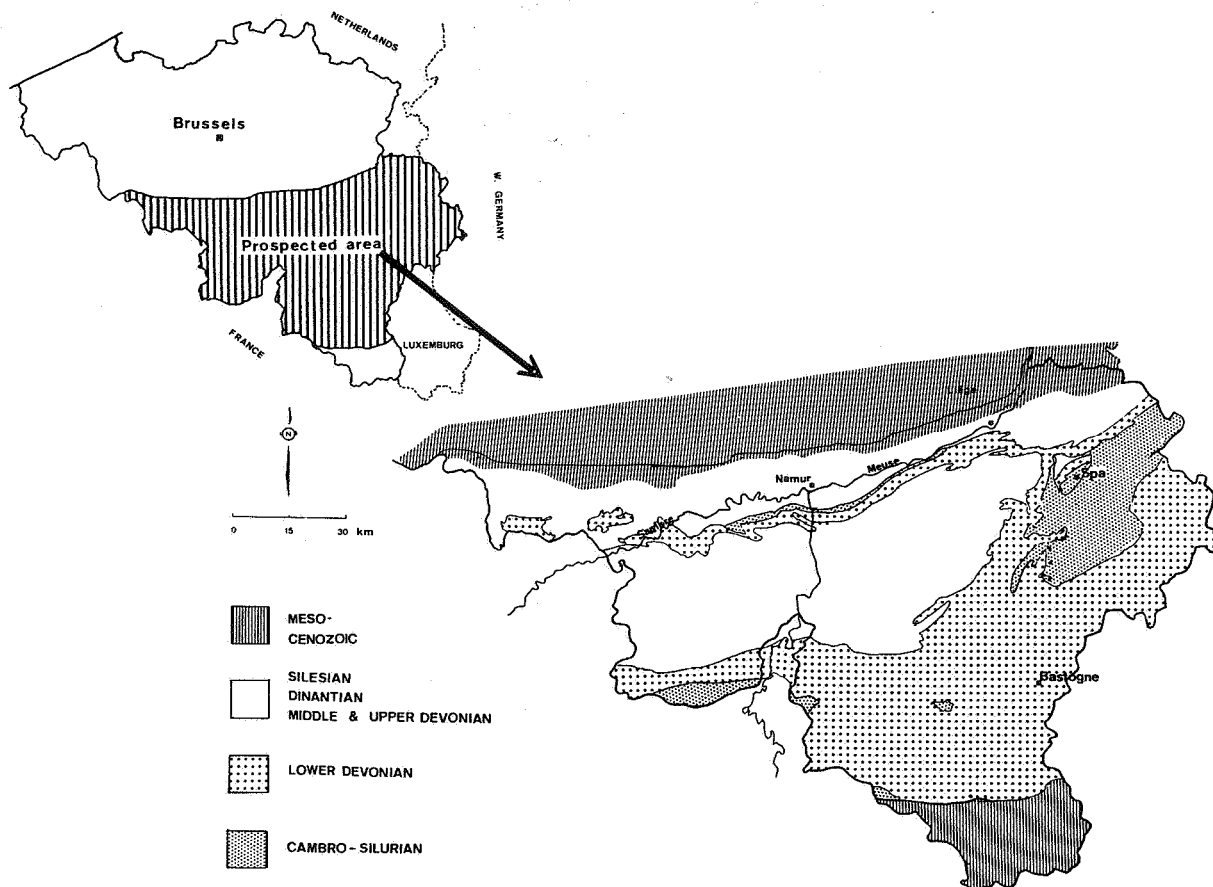 NETHERLANDS
Brussels
W. GERMANY
Prospected area
FRANCE
LUXEMBURG
N
0 15 30 km
Meuse
Namur
Spa
Bastogne
MESO-
CENOZOIC
SILESIAN
DINANTIAN
MIDDLE & UPPER DEVONIAN
LOWER DEVONIAN
CAMBRO-SILURIAN